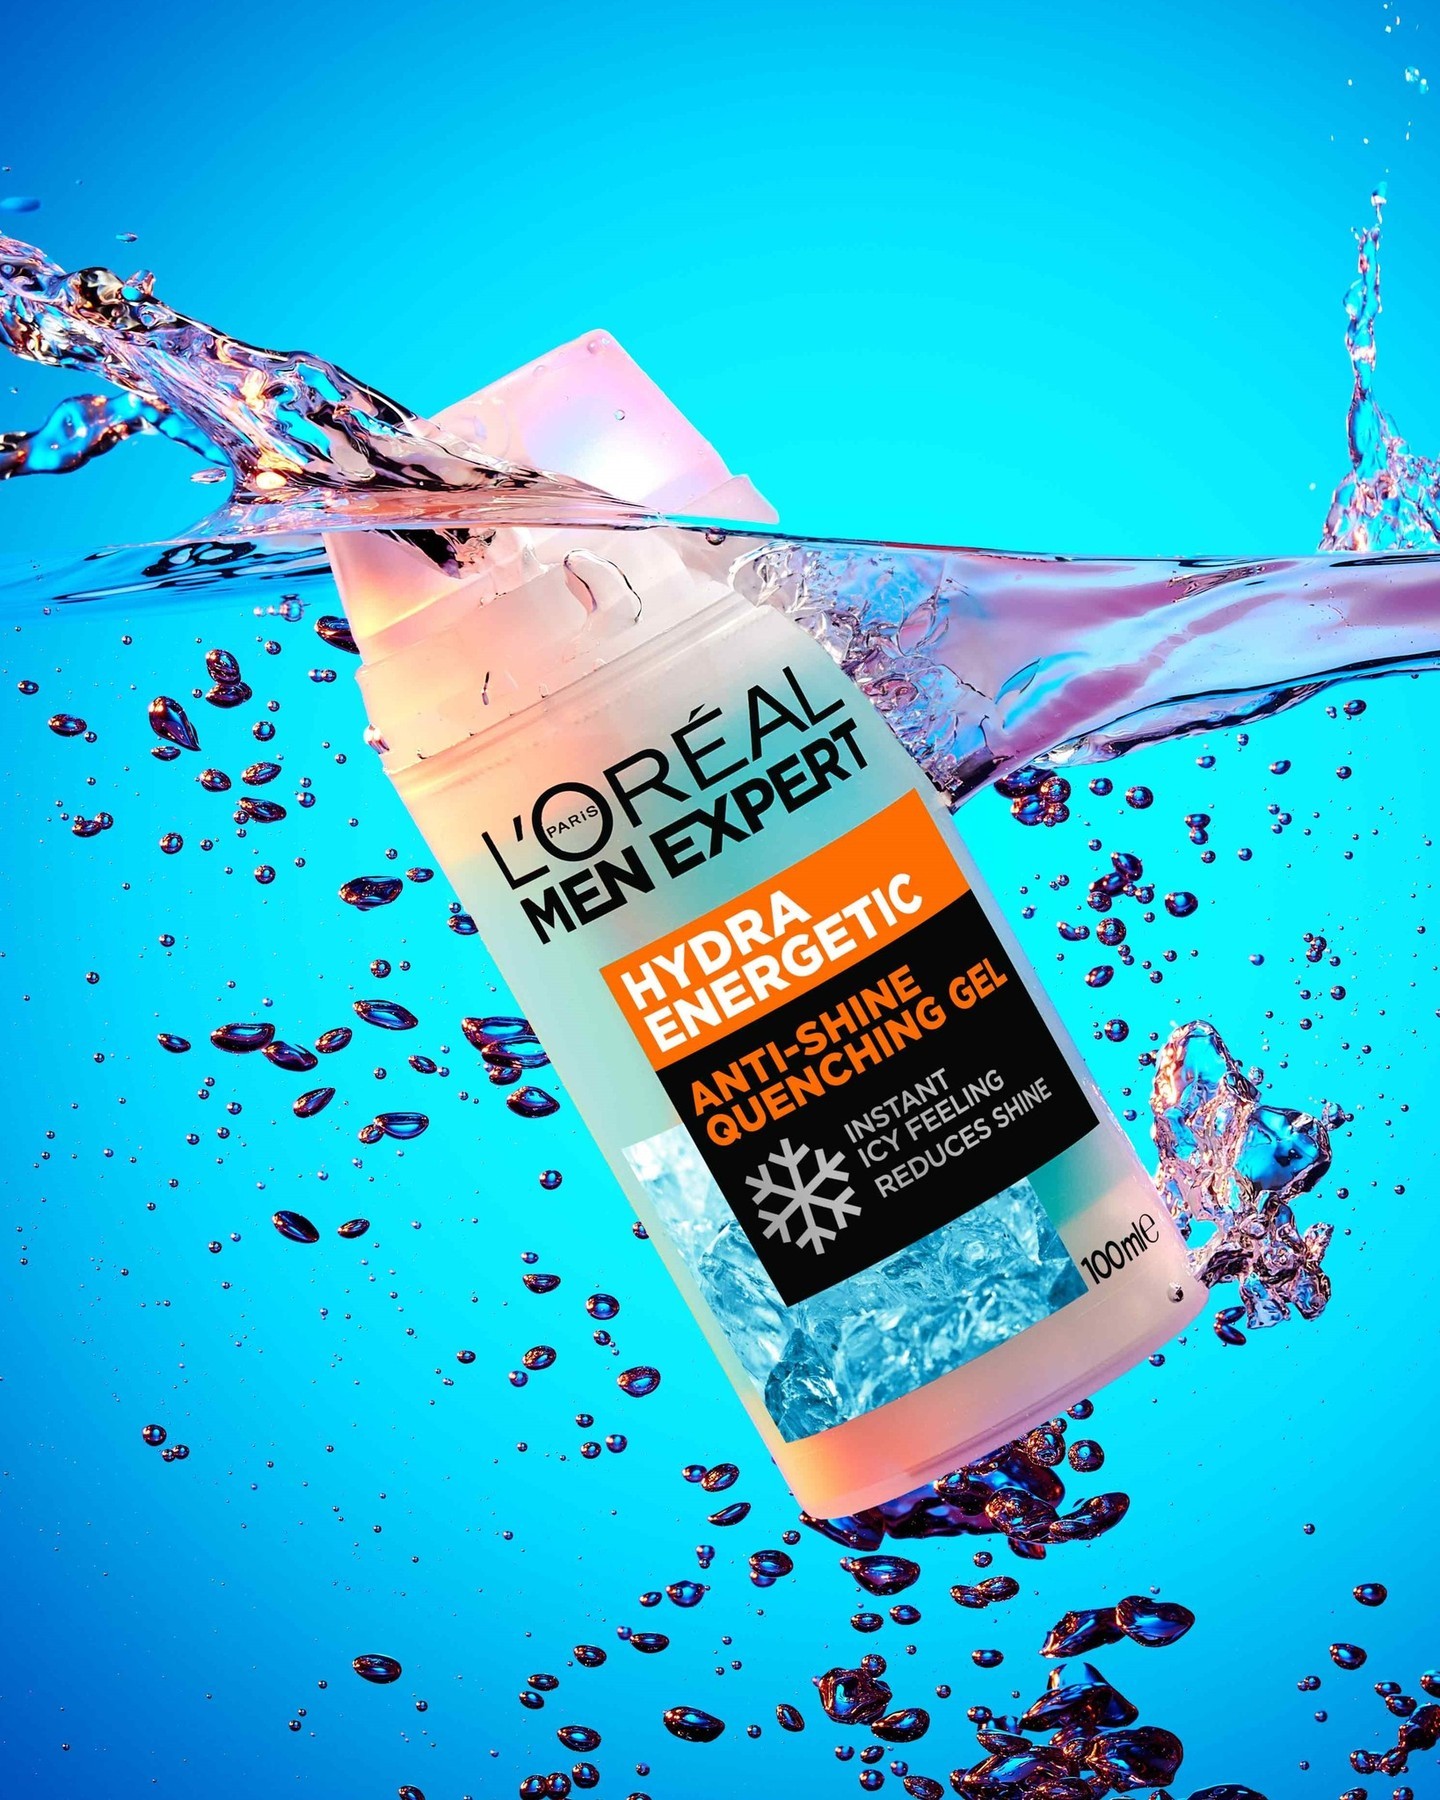 L'ORÉAL
PARIS
MEN EXPERT
HYDRA
ENERGETIC
ANTI-SHINE
QUENCHING GEL
INSTANT
ICY FEELING
REDUCES SHINE
100ml℮